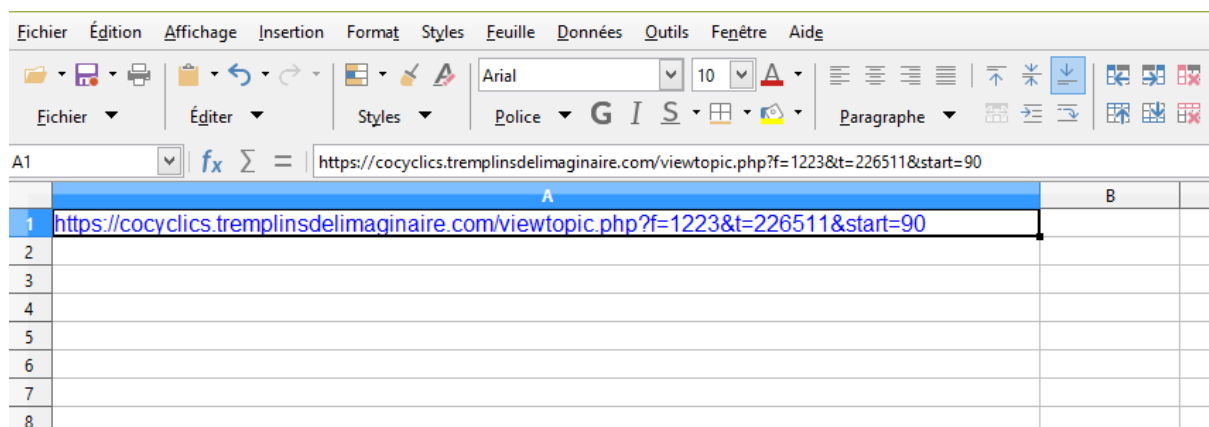 Fichier Édition Affichage Insertion Format Styles Feuille Données Outils Fenêtre Aide
Arial 10 A
Fichier Éditer Styles Police G I S Paragraphe
A1 fx Σ = https://cocyclics.tremplinsdelimaginaire.com/viewtopic.php?f=1223&t=226511&start=90
A B
1 https://cocyclics.tremplinsdelimaginaire.com/viewtopic.php?f=1223&t=226511&start=90
2
3
4
5
6
7
8